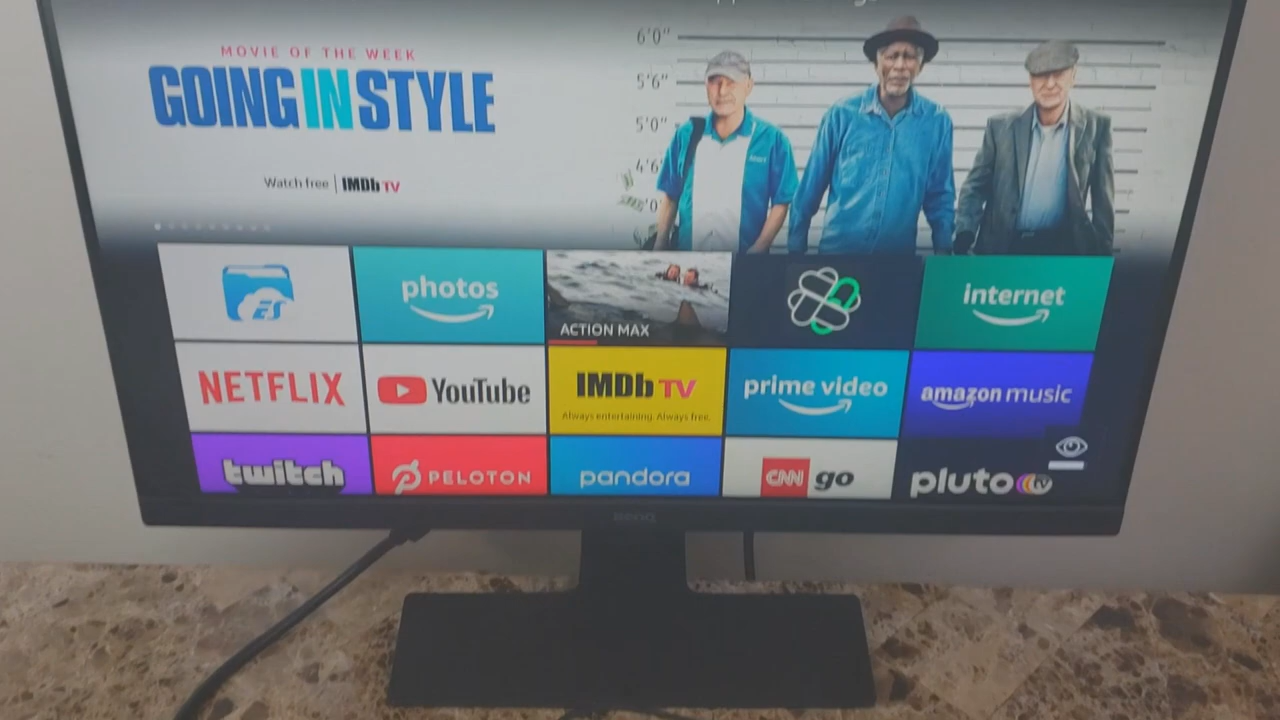 MOVIE OF THE WEEK
GOING IN STYLE
Watch free | IMDb TV
6'0"
5'6"
5'0"
4'6
'0
ES
photos
ACTION MAX
internet
NETFLIX
YouTube
IMDb TV
Always entertaining. Always free.
prime video
amazon music
twitch
PELOTON
pandora
CNN go
pluto tv
BenQ